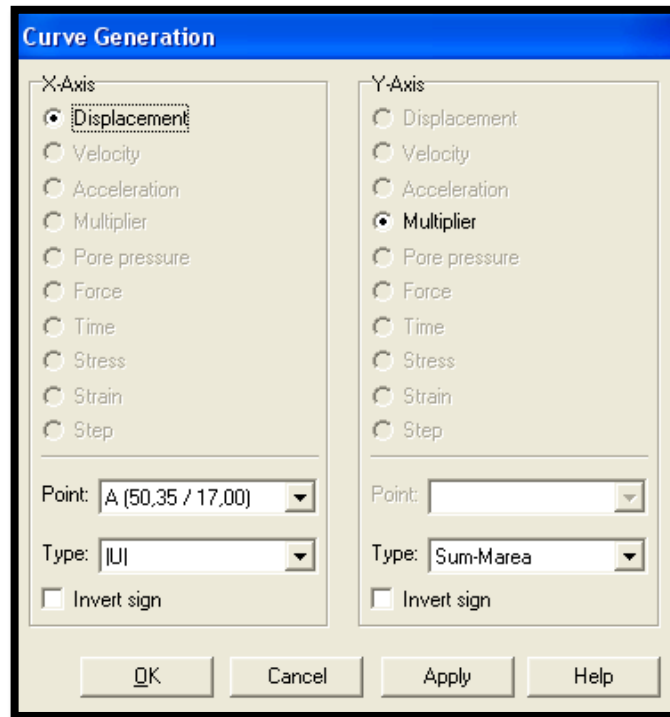 Curve Generation
X-Axis
Displacement
Velocity
Acceleration
Multiplier
Pore pressure
Force
Time
Stress
Strain
Step
Point: A (50,35 / 17,00)
Type: |U|
Invert sign
Y-Axis
Displacement
Velocity
Acceleration
Multiplier
Pore pressure
Force
Time
Stress
Strain
Step
Point:
Type: Sum-Marea
Invert sign
OK Cancel Apply Help